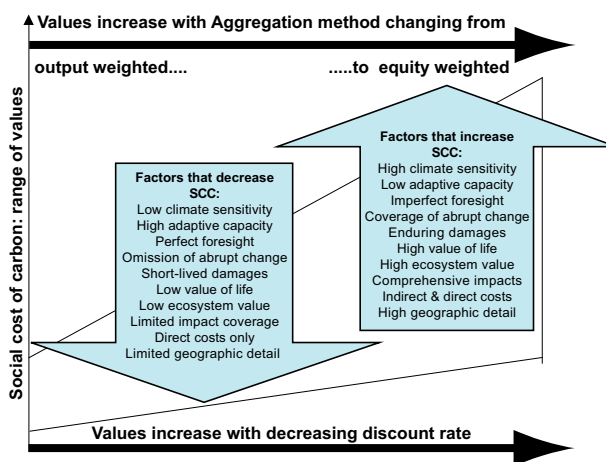 Values increase with Aggregation method changing from
output weighted....
.....to equity weighted
Social cost of carbon: range of values
Factors that decrease
SCC:
Low climate sensitivity
High adaptive capacity
Perfect foresight
Omission of abrupt change
Short-lived damages
Low value of life
Low ecosystem value
Limited impact coverage
Direct costs only
Limited geographic detail
Factors that increase
SCC:
High climate sensitivity
Low adaptive capacity
Imperfect foresight
Coverage of abrupt change
Enduring damages
High value of life
High ecosystem value
Comprehensive impacts
Indirect & direct costs
High geographic detail
Values increase with decreasing discount rate